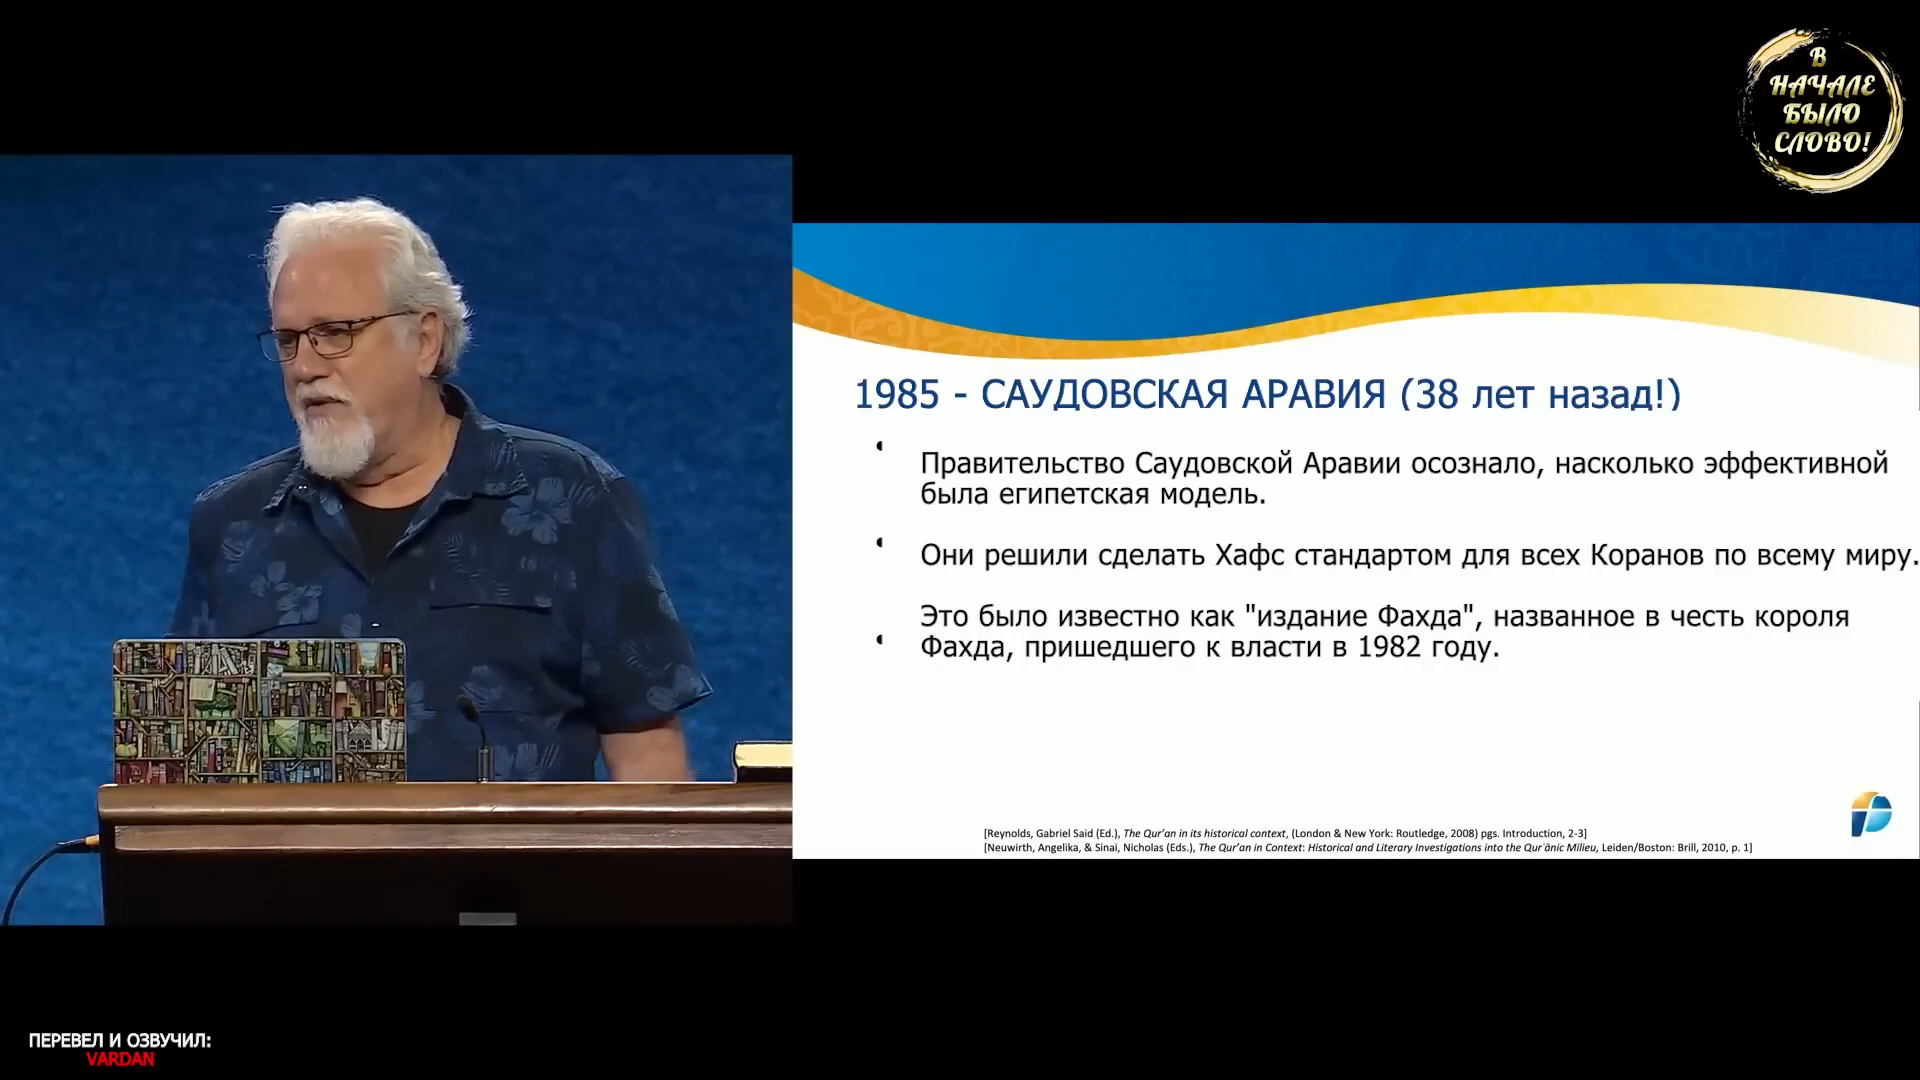 В
НАЧАЛЕ
БЫЛО
СЛОВО!
1985 - САУДОВСКАЯ АРАВИЯ (38 лет назад!)
Правительство Саудовской Аравии осознало, насколько эффективной
была египетская модель.
Они решили сделать Хафс стандартом для всех Коранов по всему миру.
Это было известно как "издание Фахда", названное в честь короля
Фахда, пришедшего к власти в 1982 году.
[Reynolds, Gabriel Said (Ed.), The Qur'an in its historical context, (London & New York: Routledge, 2008) pgs. Introduction, 2-3]
[Neuwirth, Angelika, & Sinai, Nicholas (Eds.), The Qur'an in Context: Historical and Literary Investigations into the Qurʾānic Milieu, Leiden/Boston: Brill, 2010, p. 1]
ПЕРЕВЕЛ И ОЗВУЧИЛ:
VARDAN